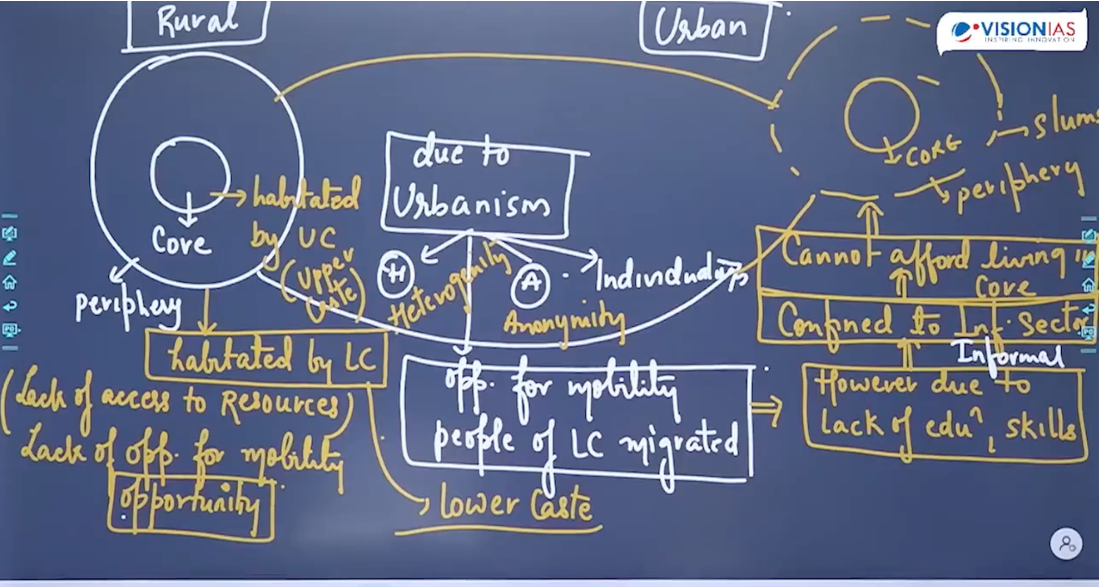 Rural
Urban
VISIONIAS
INSPIRING INNOVATION
Core
periphery
habitated
by UC
(Upper
Caste)
habitated by LC
(Lack of access to Resources)
Lack of opp. for mobility
opportunity
Lower Caste
due to
Urbanism
H
Heterogenity
A
Anonymity
Individualism
opp. for mobility
people of LC migrated
However due to
Lack of eduⁿ, skills
Confined to Inf. Sector
Informal
Cannot afford living in
Core
CORE
slums
periphery